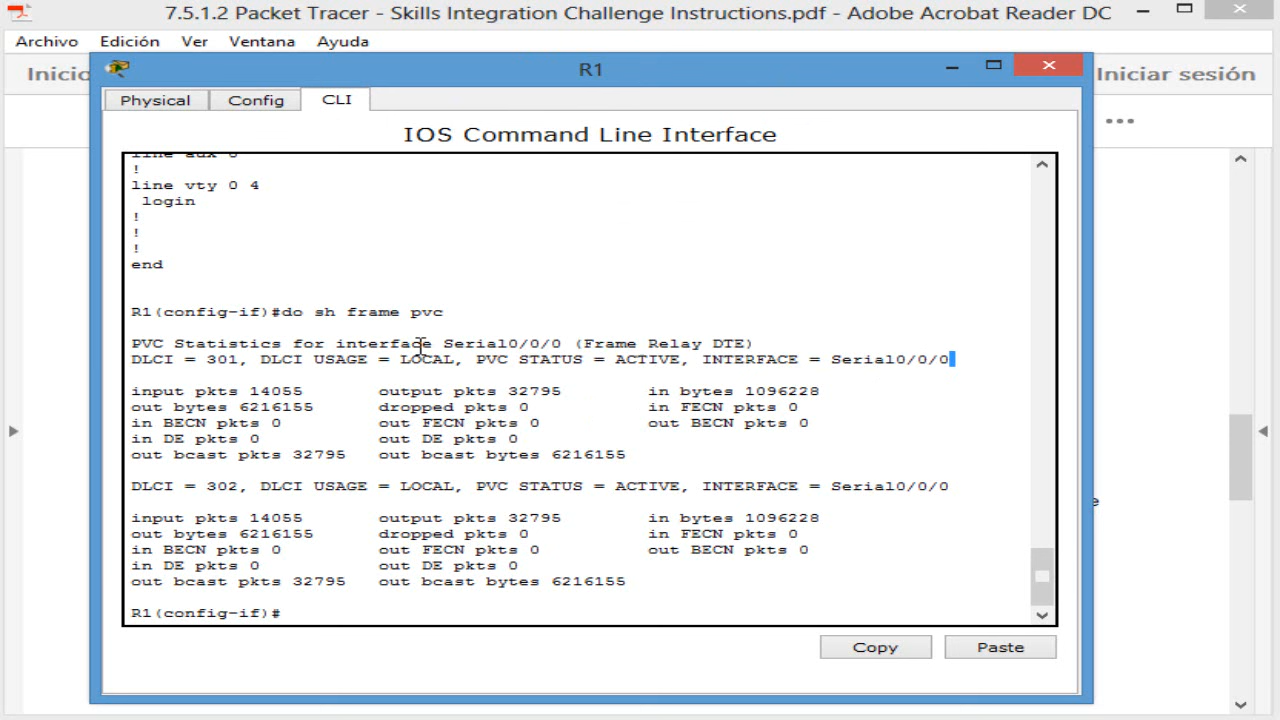 7.5.1.2 Packet Tracer - Skills Integration Challenge Instructions.pdf - Adobe Acrobat Reader DC
Archivo Edición Ver Ventana Ayuda
Inicio
Iniciar sesión
R1
Physical Config CLI
IOS Command Line Interface
line aux 0
!
line vty 0 4
login
!
!
!
end
R1(config-if)#do sh frame pvc
PVC Statistics for interface Serial0/0/0 (Frame Relay DTE)
DLCI = 301, DLCI USAGE = LOCAL, PVC STATUS = ACTIVE, INTERFACE = Serial0/0/0
input pkts 14055 output pkts 32795 in bytes 1096228
out bytes 6216155 dropped pkts 0 in FECN pkts 0
in BECN pkts 0 out FECN pkts 0 out BECN pkts 0
in DE pkts 0 out DE pkts 0
out bcast pkts 32795 out bcast bytes 6216155
DLCI = 302, DLCI USAGE = LOCAL, PVC STATUS = ACTIVE, INTERFACE = Serial0/0/0
input pkts 14055 output pkts 32795 in bytes 1096228
out bytes 6216155 dropped pkts 0 in FECN pkts 0
in BECN pkts 0 out FECN pkts 0 out BECN pkts 0
in DE pkts 0 out DE pkts 0
out bcast pkts 32795 out bcast bytes 6216155
R1(config-if)#
Copy Paste